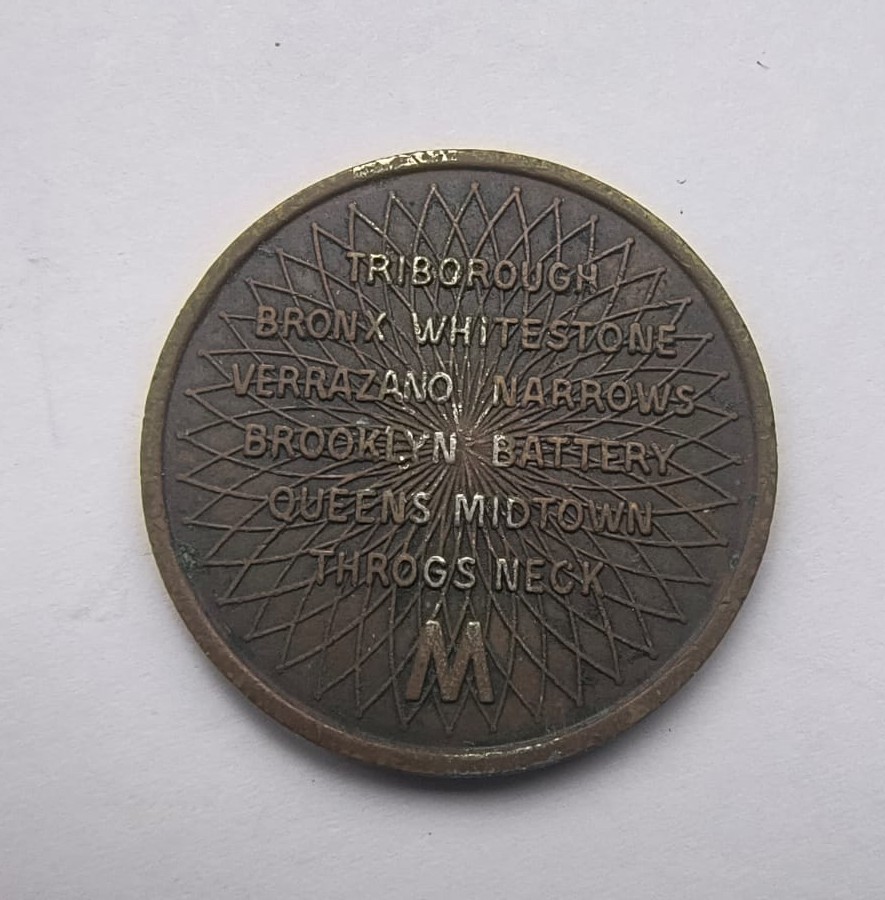 TRIBOROUGH
BRONX WHITESTONE
VERRAZANO NARROWS
BROOKLYN BATTERY
QUEENS MIDTOWN
THROGS NECK
M